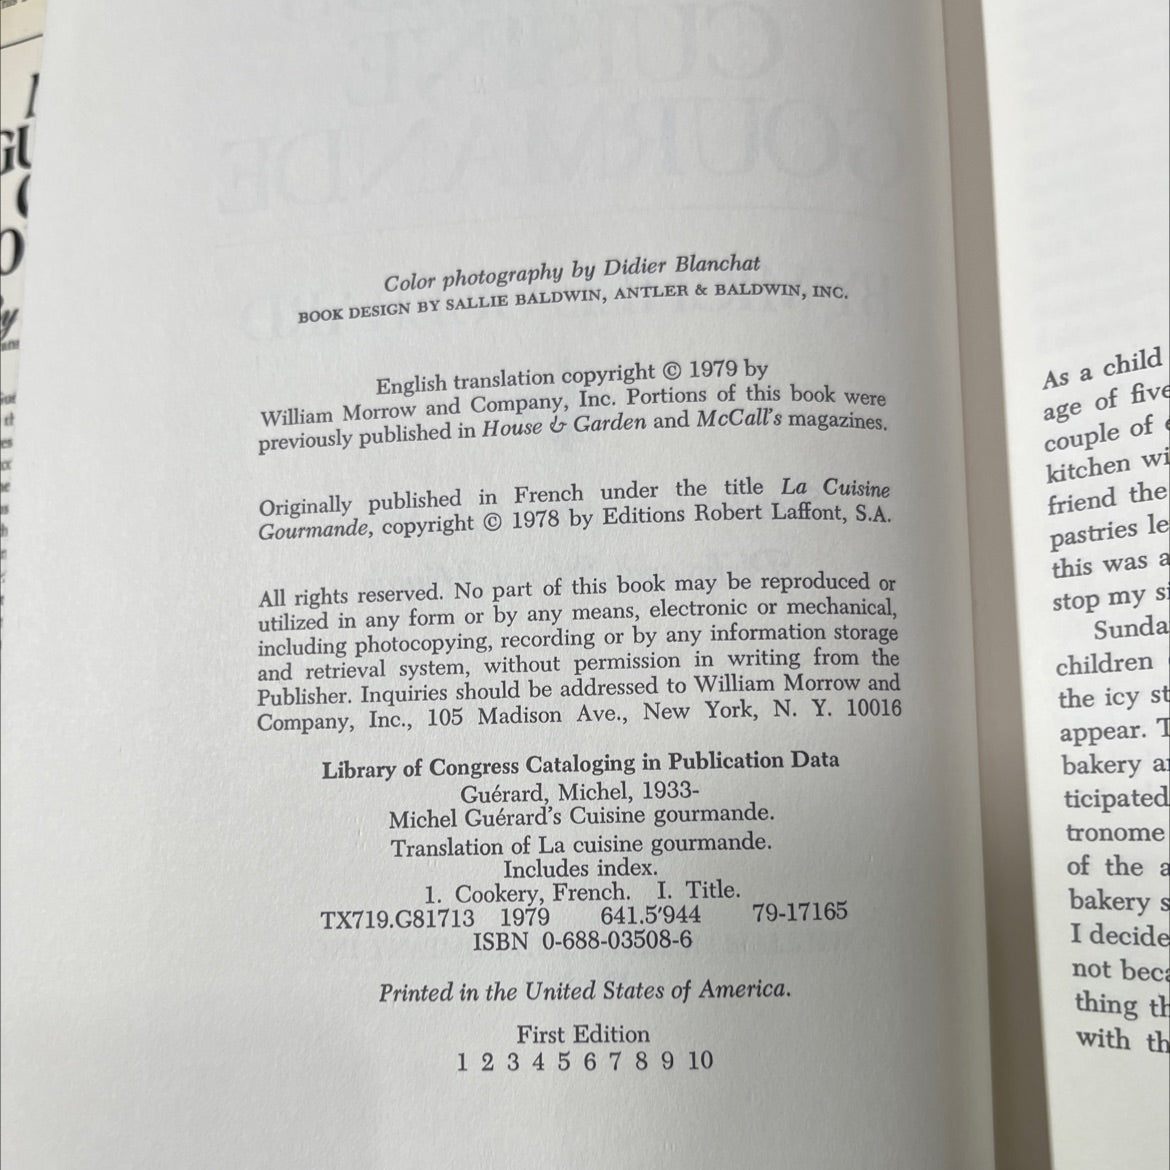 Color photography by Didier Blanchat
BOOK DESIGN BY SALLIE BALDWIN, ANTLER & BALDWIN, INC.
English translation copyright © 1979 by
William Morrow and Company, Inc. Portions of this book were
previously published in House & Garden and McCall's magazines.
Originally published in French under the title La Cuisine
Gourmande, copyright © 1978 by Editions Robert Laffont, S.A.
All rights reserved. No part of this book may be reproduced or
utilized in any form or by any means, electronic or mechanical,
including photocopying, recording or by any information storage
and retrieval system, without permission in writing from the
Publisher. Inquiries should be addressed to William Morrow and
Company, Inc., 105 Madison Ave., New York, N. Y. 10016
Library of Congress Cataloging in Publication Data
Guérard, Michel, 1933-
Michel Guérard's Cuisine gourmande.
Translation of La cuisine gourmande.
Includes index.
1. Cookery, French. I. Title.
TX719.G81713 1979 641.5'944 79-17165
ISBN 0-688-03508-6
Printed in the United States of America.
First Edition
1 2 3 4 5 6 7 8 9 10
As a child
age of five
couple of
kitchen
friend the
pastries
this was
stop my
children
the icy
appear.
bakery
of the
bakery
I
not
thing
with